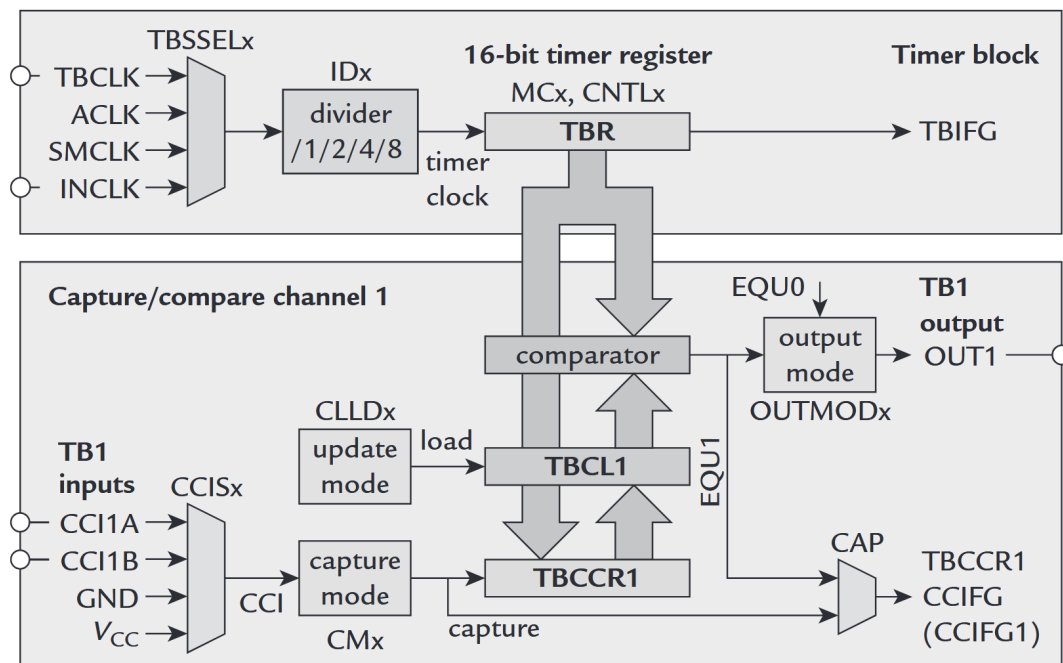 TBSSELx
TBCLK
ACLK
SMCLK
INCLK
IDx
divider
/1/2/4/8
timer
clock
16-bit timer register
MCx, CNTLx
TBR
Timer block
TBIFG
Capture/compare channel 1
EQU0
TB1
output
OUT1
comparator
output
mode
OUTMODx
CLLDx
update
mode
load
TBCL1
EQU1
TB1
inputs
CCISx
CCI1A
CCI1B
GND
VCC
CCI
capture
mode
CMx
TBCCR1
capture
CAP
TBCCR1
CCIFG
(CCIFG1)